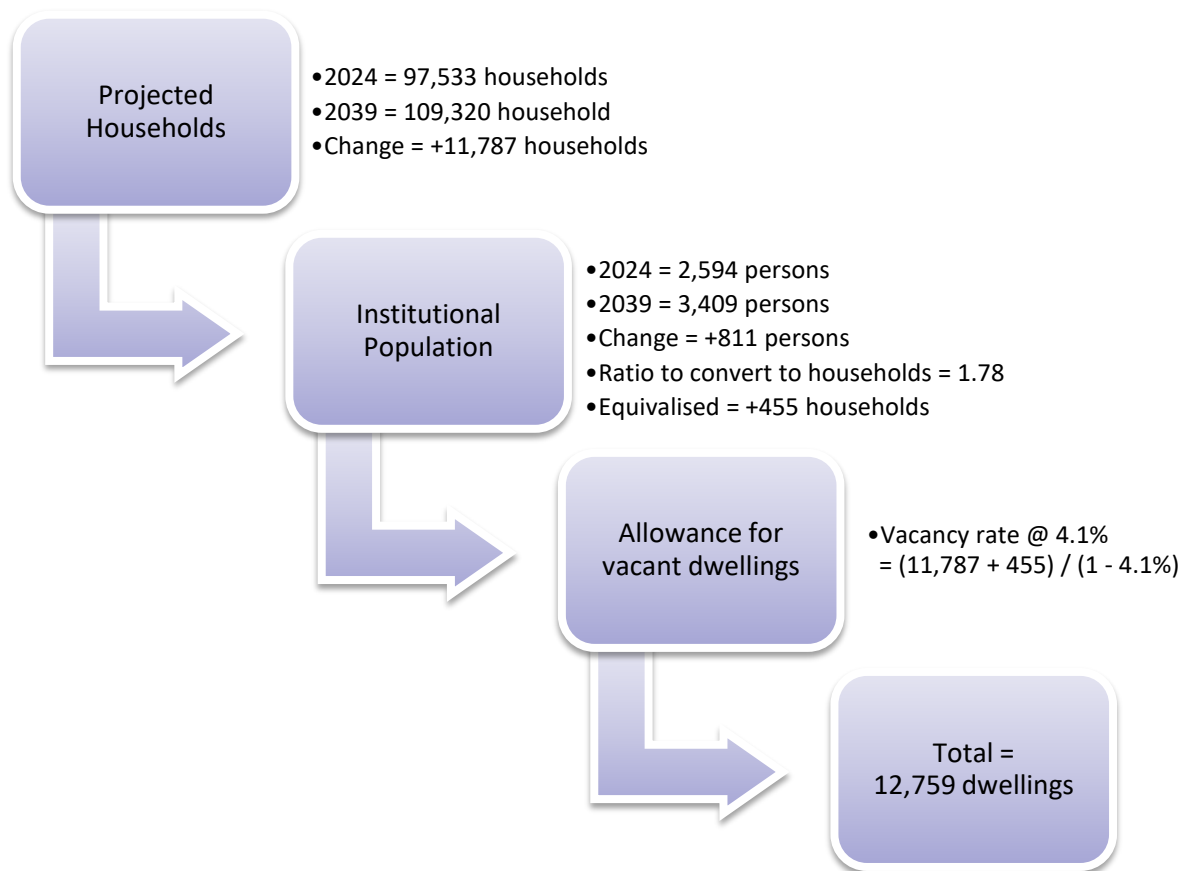 Projected
Households
•2024 = 97,533 households
•2039 = 109,320 household
•Change = +11,787 households
Institutional
Population
•2024 = 2,594 persons
•2039 = 3,409 persons
•Change = +811 persons
•Ratio to convert to households = 1.78
•Equivalised = +455 households
Allowance for
vacant dwellings
•Vacancy rate @ 4.1%
= (11,787 + 455) / (1 - 4.1%)
Total =
12,759 dwellings